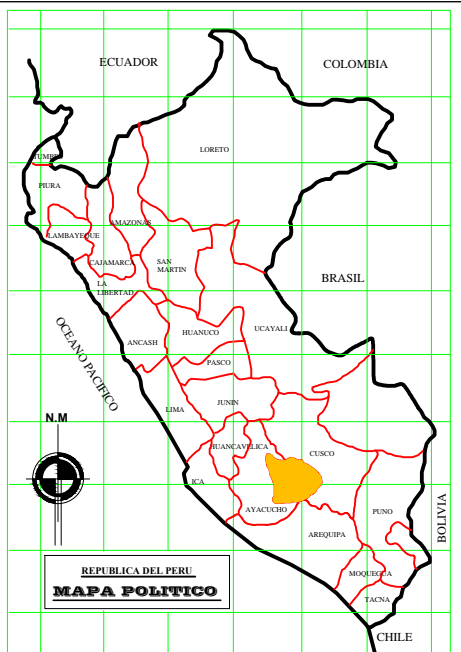 ECUADOR
COLOMBIA
LORETO
TUMBES
PIURA
AMAZONAS
LAMBAYEQUE
CAJAMARCA
SAN
MARTIN
LA
LIBERTAD
BRASIL
OCEANO PACIFICO
HUANUCO
UCAYALI
ANCASH
PASCO
LIMA
JUNIN
N.M
HUANCAVELICA
CUSCO
ICA
AYACUCHO
PUNO
BOLIVIA
AREQUIPA
MOQUEGUA
TACNA
REPUBLICA DEL PERU
MAPA POLITICO
CHILE